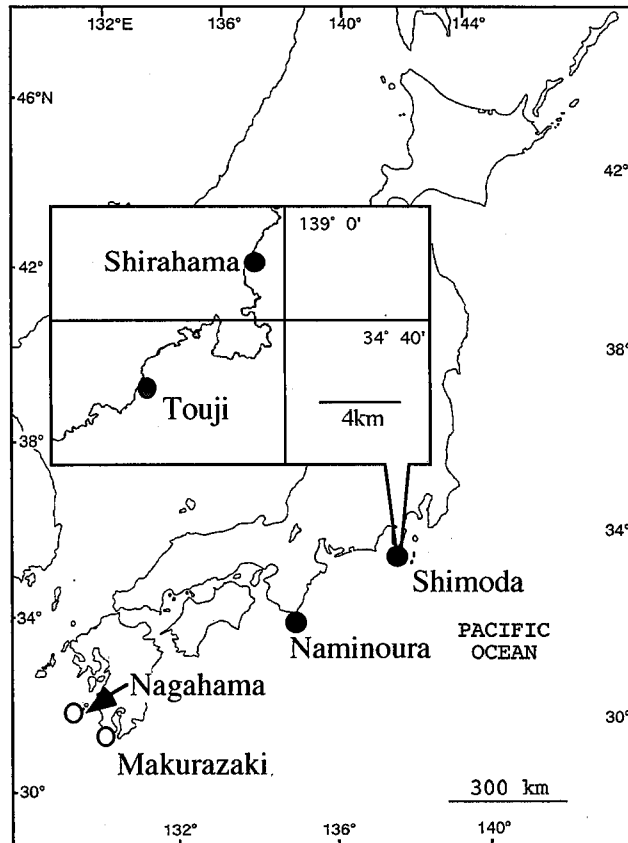 132°E
136°
140°
144°
46°N
42°
139° 0'
Shirahama
42°
34° 40'
38°
Touji
4km
38°
34°
Shimoda
34°
Naminoura
PACIFIC
OCEAN
Nagahama
30°
Makurazaki
300 km
30°
132°
136°
140°